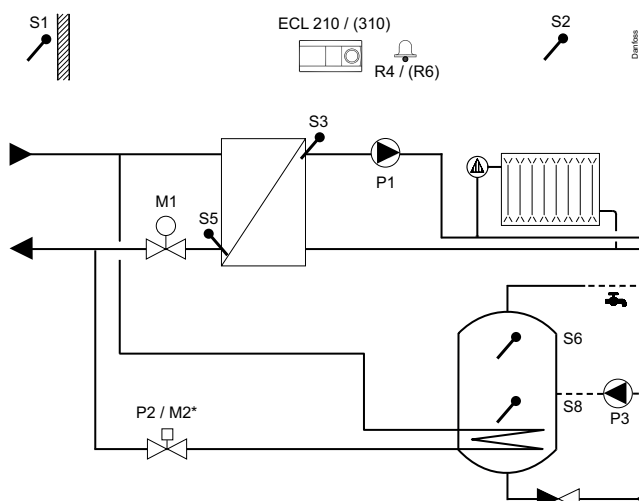 S1
ECL 210 / (310)
S2
Danfoss
R4 / (R6)
S3
P1
M1
S5
S6
P2 / M2*
S8
P3